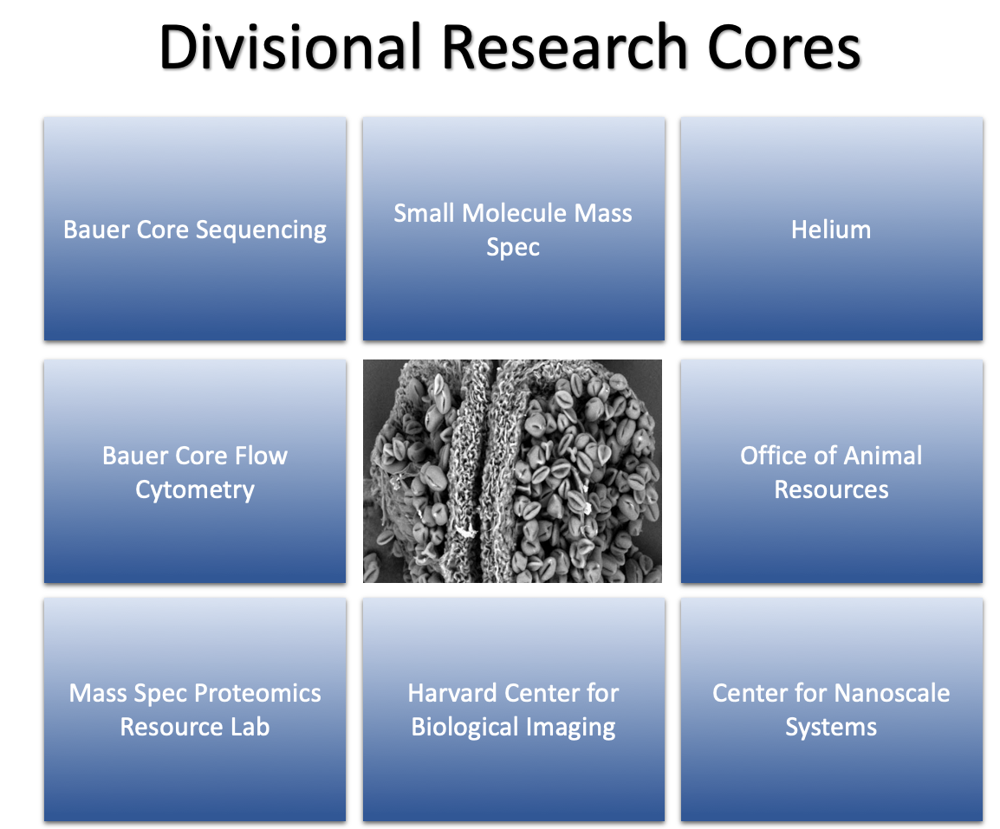 Divisional Research Cores
Bauer Core Sequencing
Small Molecule Mass
Spec
Helium
Bauer Core Flow
Cytometry
Office of Animal
Resources
Mass Spec Proteomics
Resource Lab
Harvard Center for
Biological Imaging
Center for Nanoscale
Systems